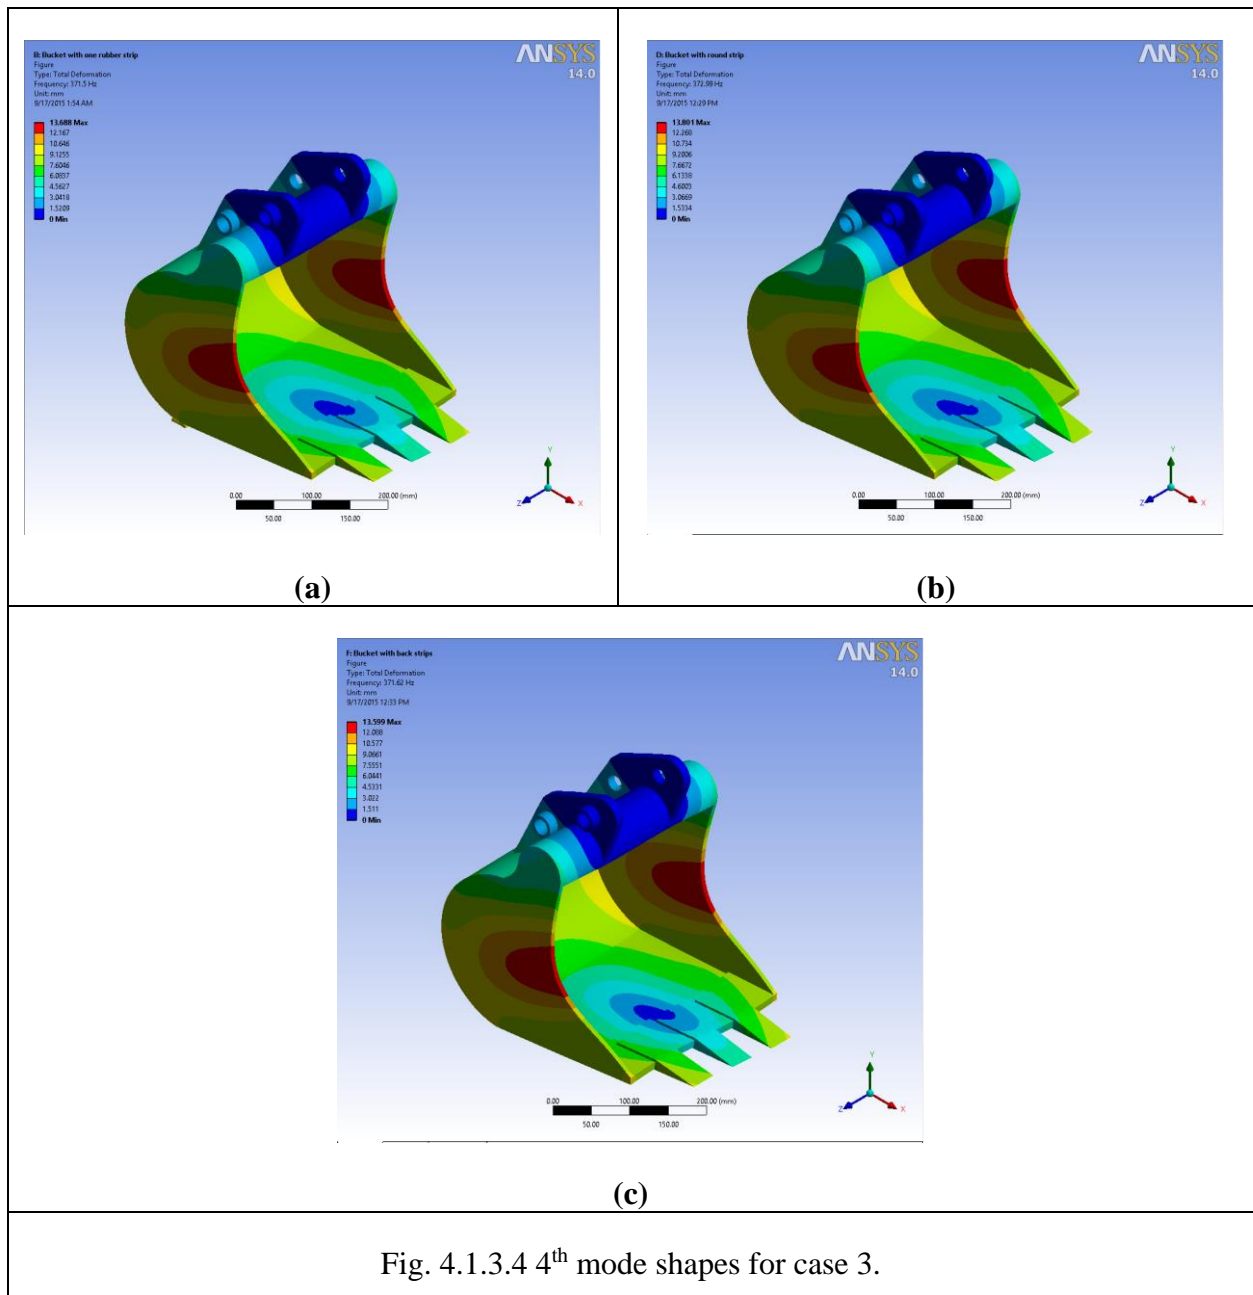 B: Bucket with one rubber strip
Figure
Type: Total Deformation
Frequency: 371.5 Hz
Unit: mm
9/17/2015 1:54 AM
13.688 Max
12.167
10.646
9.1255
7.6046
6.0837
4.5627
3.0418
1.5209
0 Min
ANSYS
14.0
0.00 100.00 200.00 (mm)
50.00 150.00
Y
Z
X
(a)
D: Bucket with round strip
Figure
Type: Total Deformation
Frequency: 372.98 Hz
Unit: mm
9/17/2015 12:29 PM
13.801 Max
12.268
10.734
9.2006
7.6672
6.1338
4.6003
3.0669
1.5334
0 Min
ANSYS
14.0
0.00 100.00 200.00 (mm)
50.00 150.00
Y
Z
X
(b)
F: Bucket with back strips
Figure
Type: Total Deformation
Frequency: 371.62 Hz
Unit: mm
9/17/2015 12:33 PM
13.599 Max
12.088
10.577
9.0661
7.5551
6.0441
4.5331
3.022
1.511
0 Min
ANSYS
14.0
0.00 100.00 200.00 (mm)
50.00 150.00
Y
Z
X
(c)
Fig. 4.1.3.4 4th mode shapes for case 3.